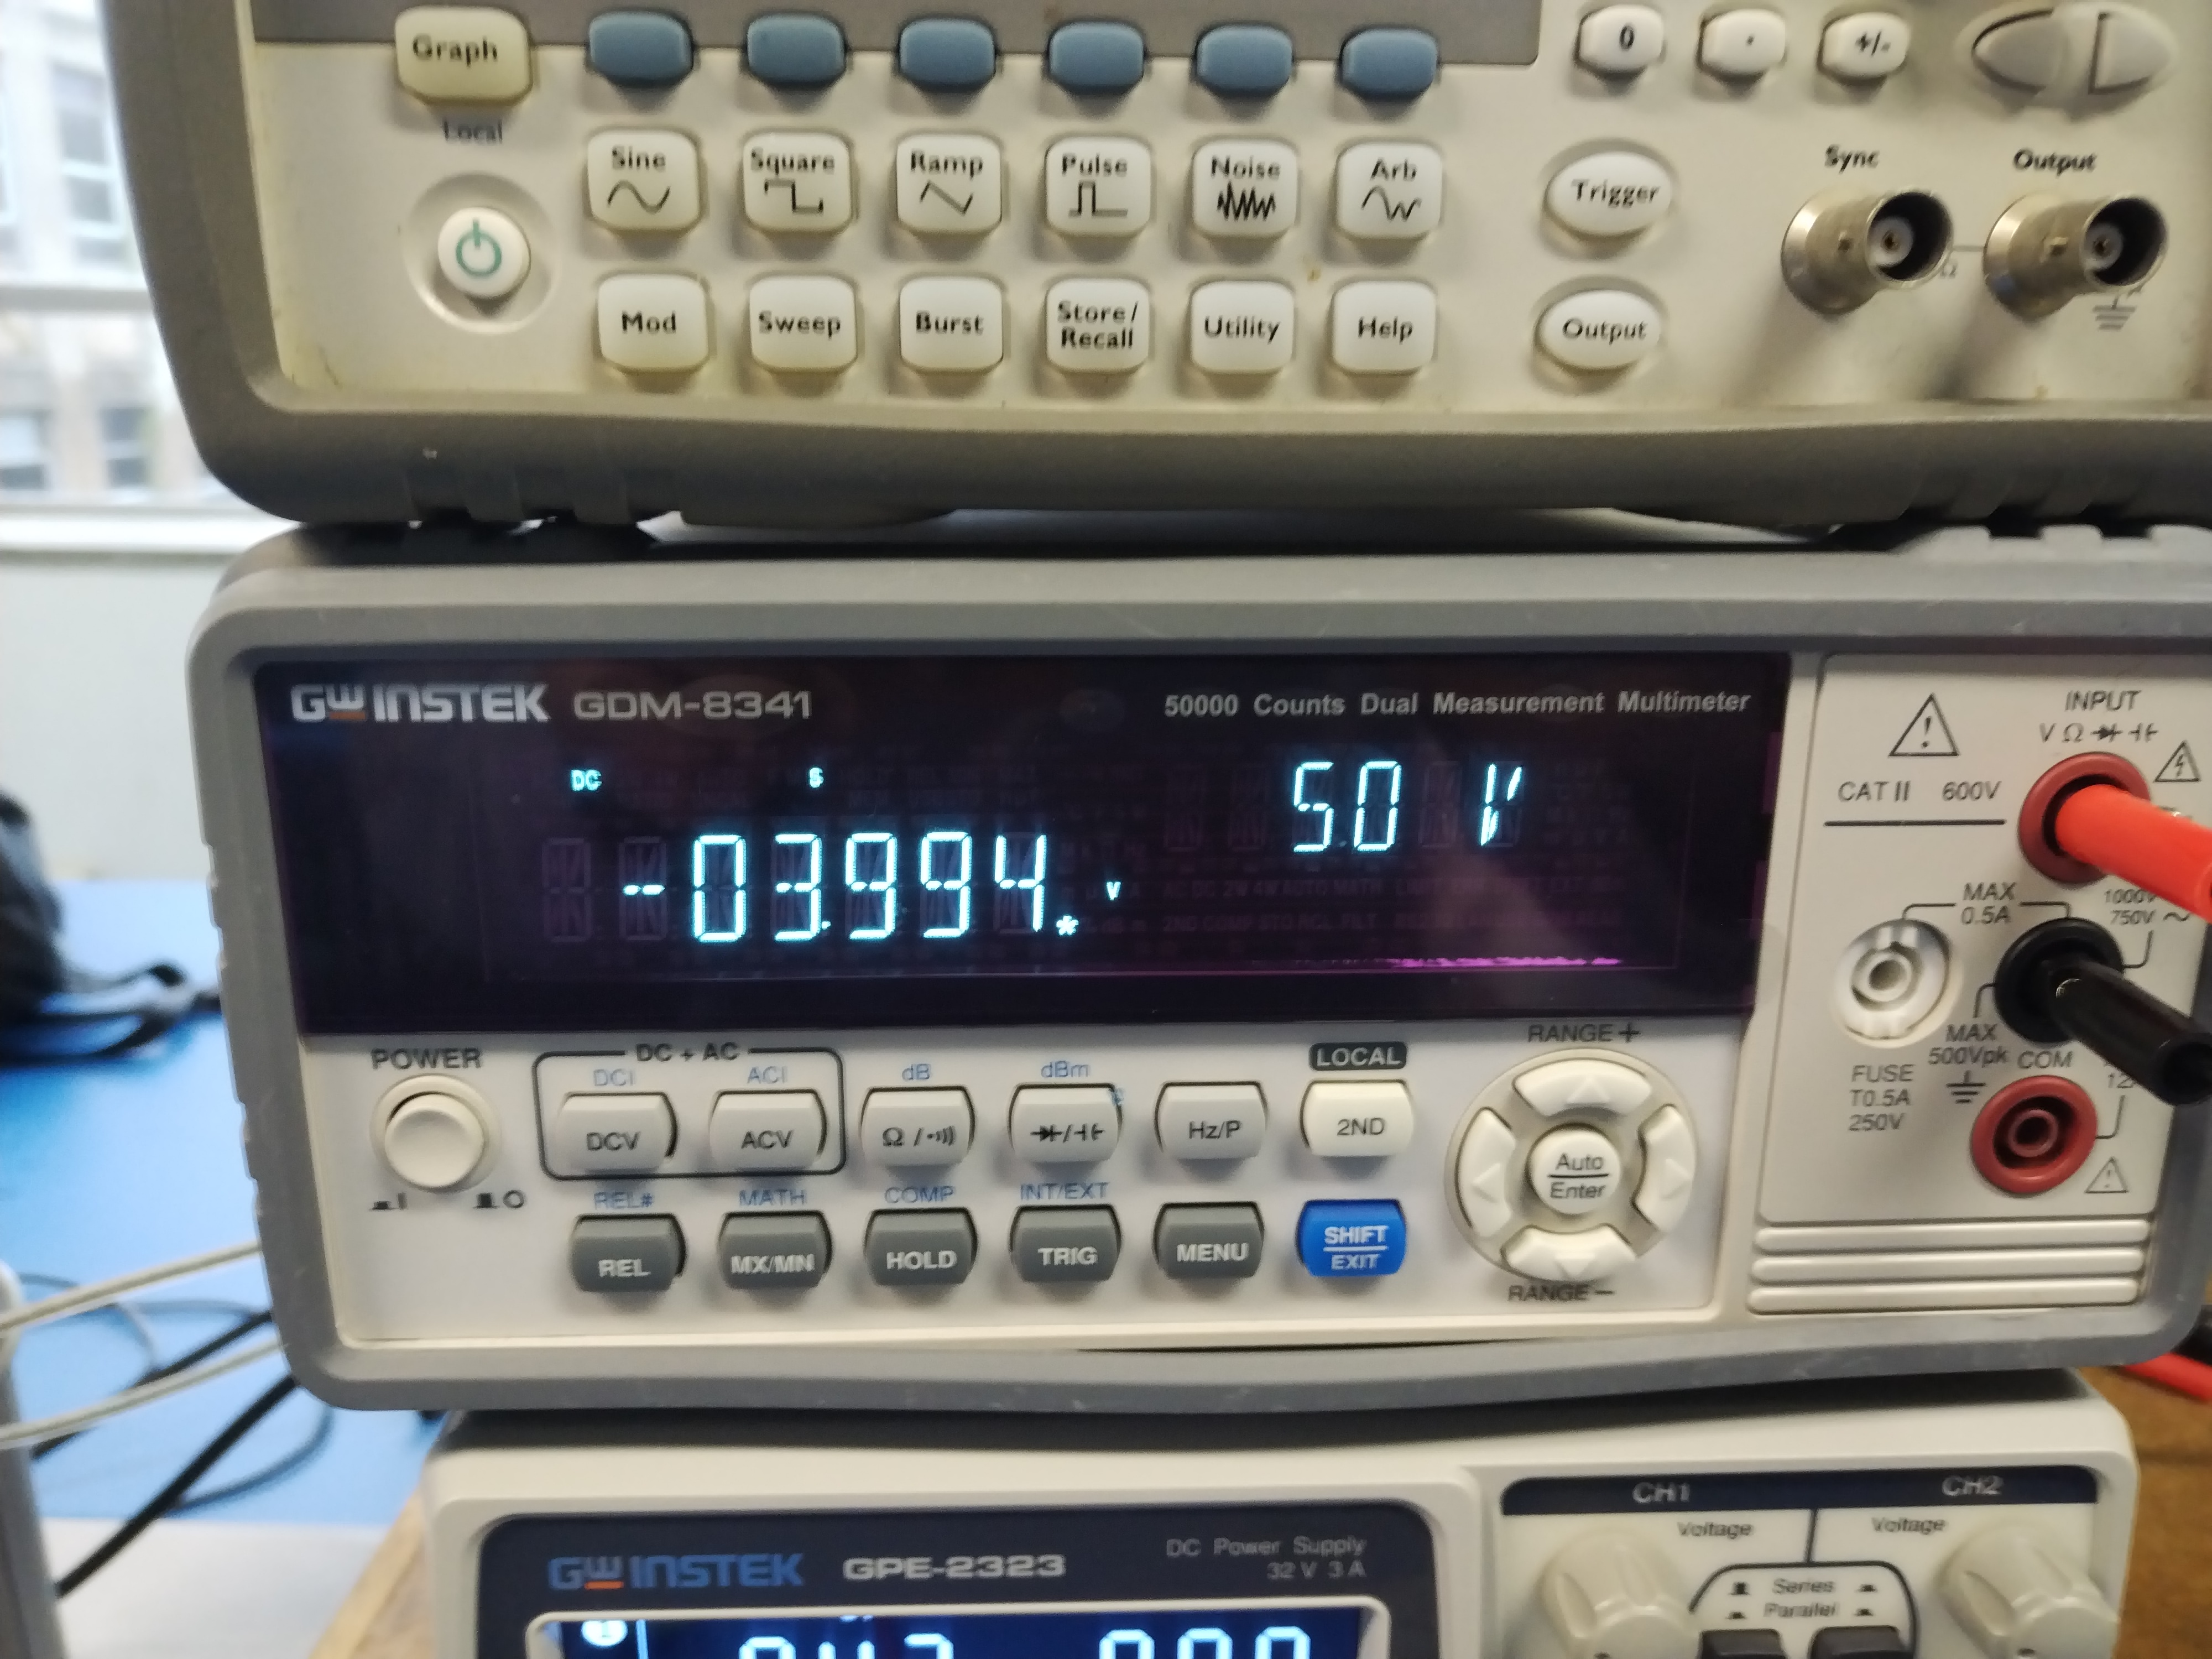 Graph
0 . +/-
Local
Sine Square Ramp Pulse Noise Arb
Trigger
Sync Output
Mod Sweep Burst Store/ Recall Utility Help
Output
GWINSTEK GDM-8341
50000 Counts Dual Measurement Multimeter
DC S
50 V
-03.994 V
INPUT
V Ω
CAT II 600V
MAX
0.5A
1000V
750V
MAX
500Vpk COM
FUSE
T0.5A
250V
RANGE+
POWER
DC + AC
LOCAL
DCI ACI dB dBm
DCV ACV Ω / Hz/P 2ND
Auto
Enter
REL# MATH COMP INT/EXT
REL MX/MN HOLD TRIG MENU SHIFT
EXIT
I O
RANGE−
GWINSTEK GPE-2323
DC Power Supply
32 V 3 A
CH1 CH2
Voltage Voltage
Series
Parallel